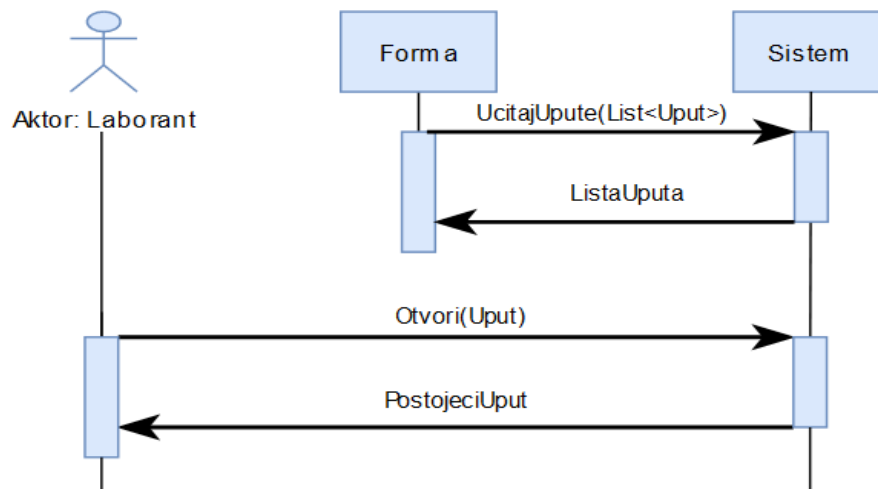 Forma
Sistem
Aktor: Laborant
UcitajUpute(List<Uput>)
ListaUputa
Otvori(Uput)
PostojeciUput